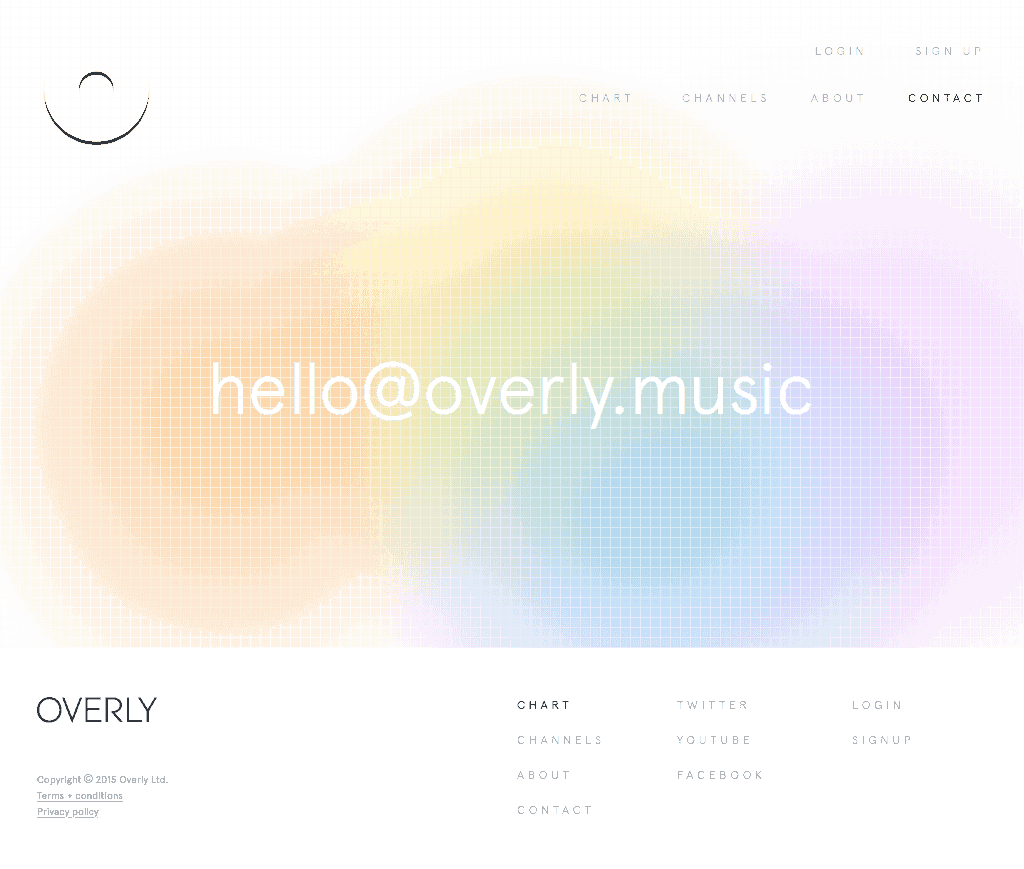 LOGIN SIGN UP
CHART CHANNELS ABOUT CONTACT
hello@overly.music
OVERLY
Copyright © 2015 Overly Ltd.
Terms + conditions
Privacy policy
CHART
CHANNELS
ABOUT
CONTACT
TWITTER
YOUTUBE
FACEBOOK
LOGIN
SIGNUP